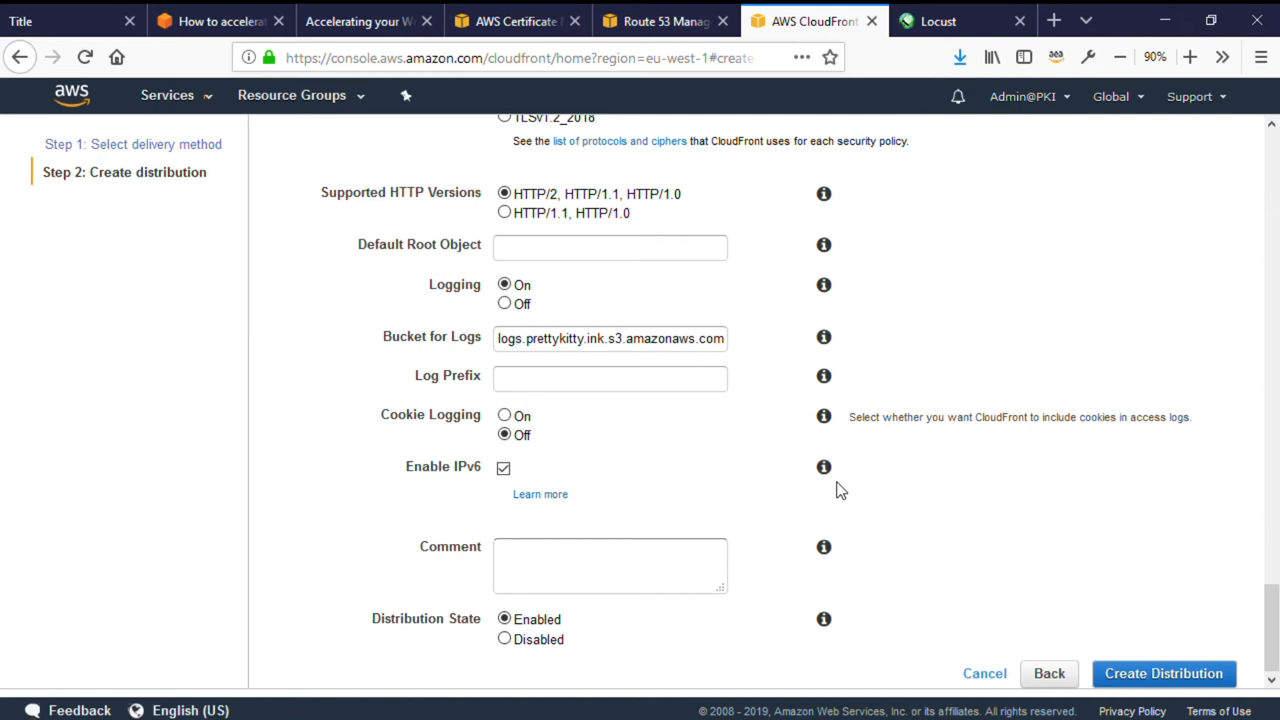 Title
How to accelerat
Accelerating your W
AWS Certificate
Route 53 Manag
AWS CloudFront
Locust
https://console.aws.amazon.com/cloudfront/home?region=eu-west-1#create
90%
aws
Services
Resource Groups
Admin@PKI
Global
Support
Step 1: Select delivery method
Step 2: Create distribution
TLSv1.2_2018
See the list of protocols and ciphers that CloudFront uses for each security policy.
Supported HTTP Versions
HTTP/2, HTTP/1.1, HTTP/1.0
HTTP/1.1, HTTP/1.0
Default Root Object
Logging
On
Off
Bucket for Logs
logs.prettykitty.ink.s3.amazonaws.com
Log Prefix
Cookie Logging
On
Off
Select whether you want CloudFront to include cookies in access logs.
Enable IPv6
Learn more
Comment
Distribution State
Enabled
Disabled
Cancel
Back
Create Distribution
Feedback
English (US)
© 2008 - 2019, Amazon Web Services, Inc. or its affiliates. All rights reserved.
Privacy Policy
Terms of Use